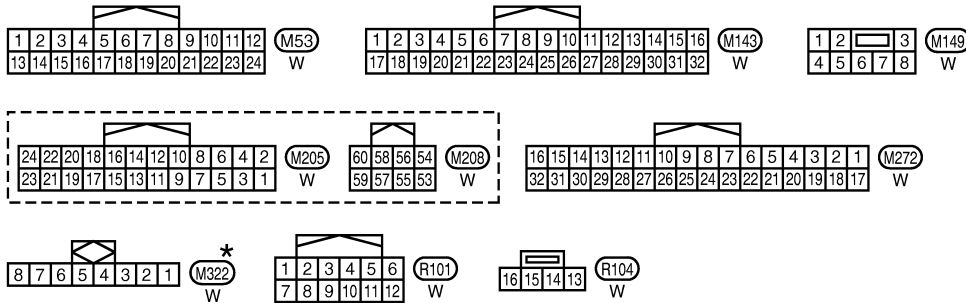 1 2 3 4 5 6 7 8 9 10 11 12 M53
13 14 15 16 17 18 19 20 21 22 23 24 W
1 2 3 4 5 6 7 8 9 10 11 12 13 14 15 16 M143
17 18 19 20 21 22 23 24 25 26 27 28 29 30 31 32 W
1 2 3 M149
4 5 6 7 8 W
24 22 20 18 16 14 12 10 8 6 4 2 M205
23 21 19 17 15 13 11 9 7 5 3 1 W
60 58 56 54 M208
59 57 55 53 W
16 15 14 13 12 11 10 9 8 7 6 5 4 3 2 1 M272
32 31 30 29 28 27 26 25 24 23 22 21 20 19 18 17 W
*
8 7 6 5 4 3 2 1 M322
W
1 2 3 4 5 6 R101
7 8 9 10 11 12 W
16 15 14 13 R104
W